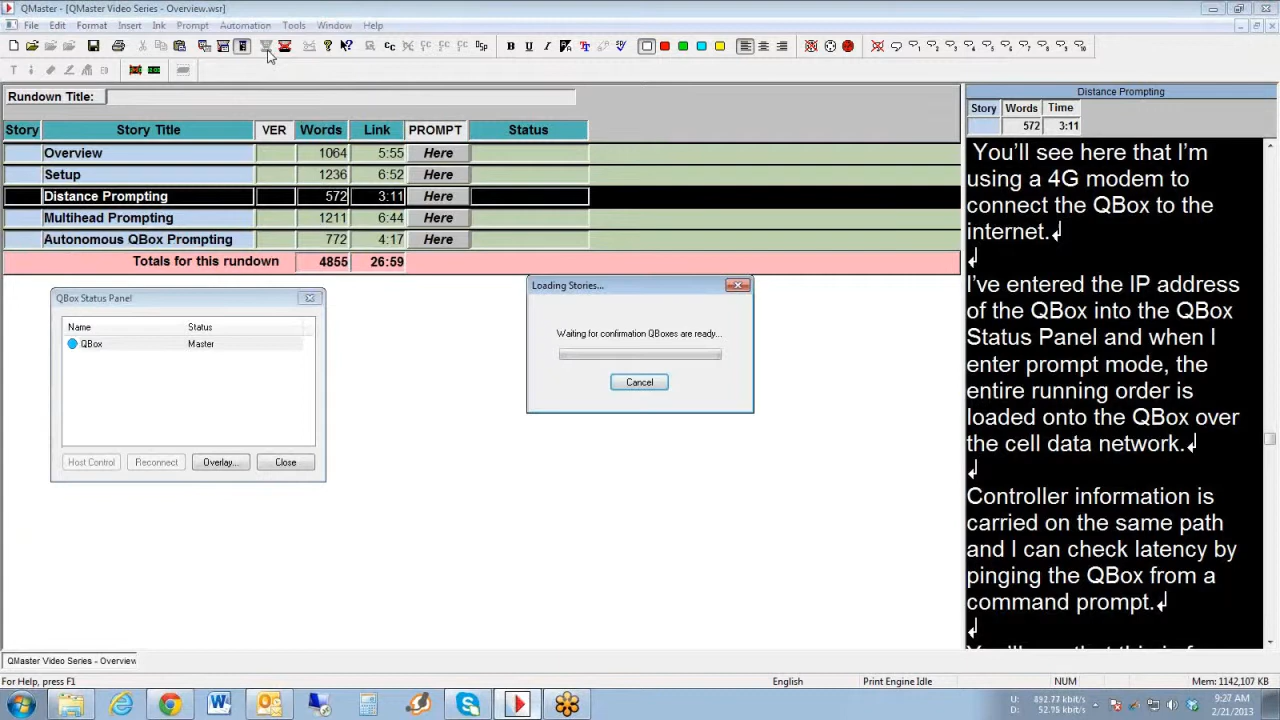 QMaster - [QMaster Video Series - Overview.wsr]
File Edit Format Insert Ink Prompt Automation Tools Window Help
Rundown Title:
Story Story Title VER Words Link PROMPT Status
Overview 1064 5:55 Here
Setup 1236 6:52 Here
Distance Prompting 572 3:11 Here
Multihead Prompting 1211 6:44 Here
Autonomous QBox Prompting 772 4:17 Here
Totals for this rundown 4855 26:59
QBox Status Panel
Name Status
QBox Master
Host Control Reconnect Overlay... Close
Loading Stories...
Waiting for confirmation QBoxes are ready...
Cancel
Distance Prompting
Story Words Time
572 3:11
You'll see here that I'm
using a 4G modem to
connect the QBox to the
internet.
I've entered the IP address
of the QBox into the QBox
Status Panel and when I
enter prompt mode, the
entire running order is
loaded onto the QBox over
the cell data network.
Controller information is
carried on the same path
and I can check latency by
pinging the QBox from a
command prompt.
QMaster Video Series - Overview
For Help, press F1
English Print Engine Idle NUM Mem: 1142,107 KB
U: 892.77 kbit/s
D: 52.95 kbit/s
9:27 AM
2/21/2013